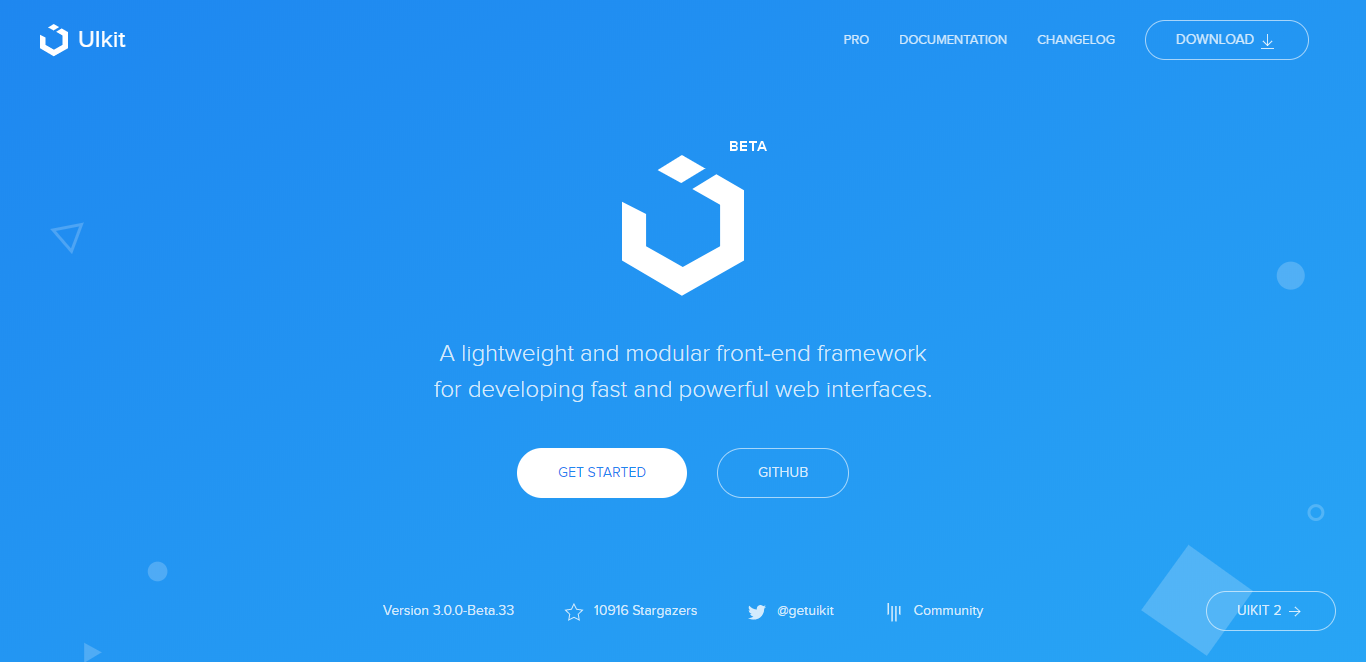 UIkit
PRO
DOCUMENTATION
CHANGELOG
DOWNLOAD
BETA
A lightweight and modular front-end framework
for developing fast and powerful web interfaces.
GET STARTED
GITHUB
Version 3.0.0-Beta.33
10916 Stargazers
@getuikit
Community
UIKIT 2